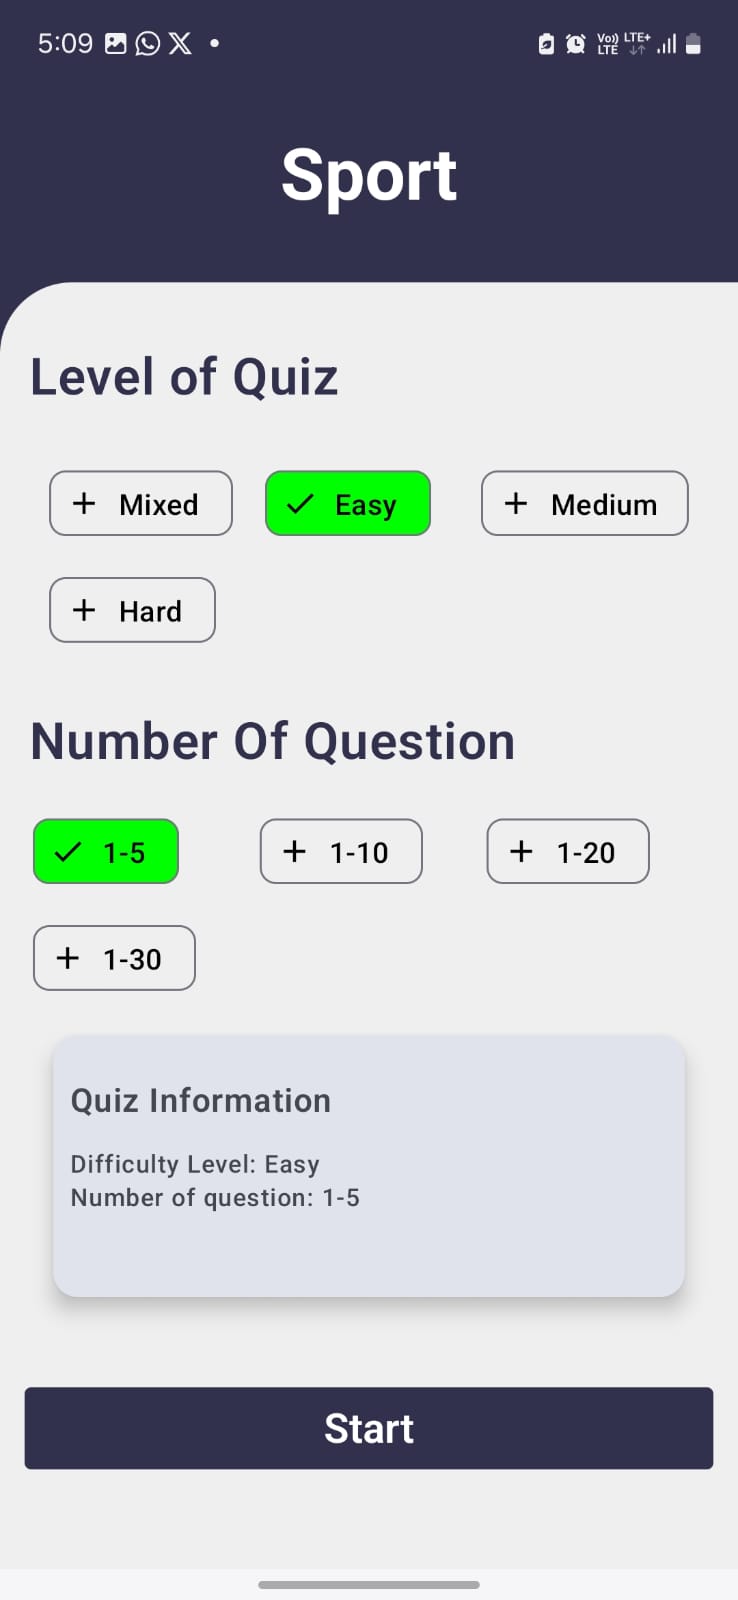 5:09
Vo)) LTE+
LTE
Sport
Level of Quiz
+ Mixed
✓ Easy
+ Medium
+ Hard
Number Of Question
✓ 1-5
+ 1-10
+ 1-20
+ 1-30
Quiz Information
Difficulty Level: Easy
Number of question: 1-5
Start